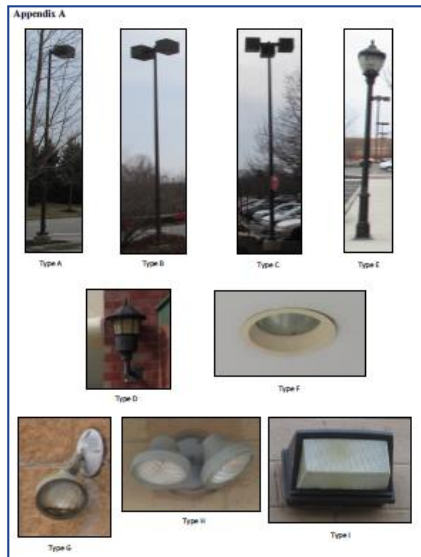 Appendix A
Type A
Type B
Type C
Type E
Type D
Type F
Type G
Type H
Type I